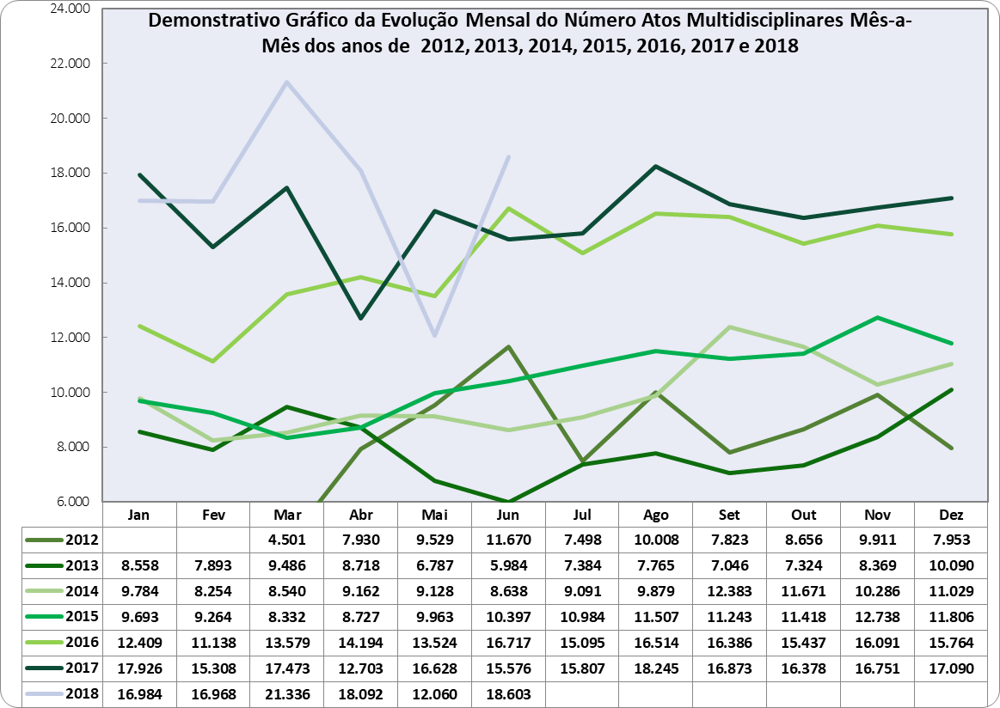 Demonstrativo Gráfico da Evolução Mensal do Número Atos Multidisciplinares Mês-a-
Mês dos anos de  2012, 2013, 2014, 2015, 2016, 2017 e 2018
24.000
22.000
20.000
18.000
16.000
14.000
12.000
10.000
8.000
6.000
Jan Fev Mar Abr Mai Jun Jul Ago Set Out Nov Dez
2012 4.501 7.930 9.529 11.670 7.498 10.008 7.823 8.656 9.911 7.953
2013 8.558 7.893 9.486 8.718 6.787 5.984 7.384 7.765 7.046 7.324 8.369 10.090
2014 9.784 8.254 8.540 9.162 9.128 8.638 9.091 9.879 12.383 11.671 10.286 11.029
2015 9.693 9.264 8.332 8.727 9.963 10.397 10.984 11.507 11.243 11.418 12.738 11.806
2016 12.409 11.138 13.579 14.194 13.524 16.717 15.095 16.514 16.386 15.437 16.091 15.764
2017 17.926 15.308 17.473 12.703 16.628 15.576 15.807 18.245 16.873 16.378 16.751 17.090
2018 16.984 16.968 21.336 18.092 12.060 18.603